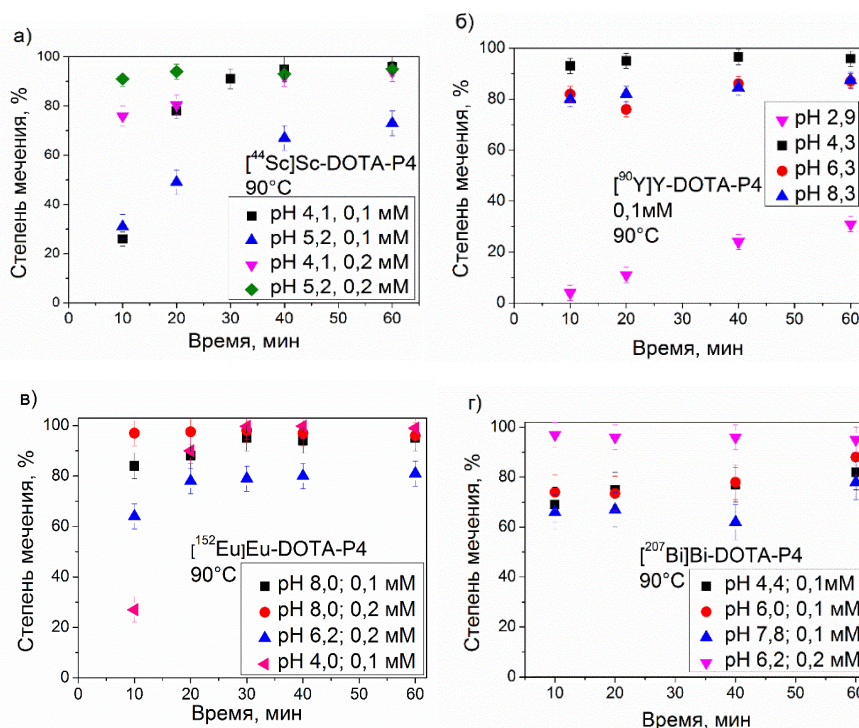 а)
Степень мечения, %
100
80
60
40
20
0
[⁴⁴Sc]Sc-DOTA-P4
90°C
pH 4,1, 0,1 мМ
pH 5,2, 0,1 мМ
pH 4,1, 0,2 мМ
pH 5,2, 0,2 мМ
0 10 20 30 40 50 60
Время, мин
б)
Степень мечения, %
100
80
60
40
20
0
pH 2,9
pH 4,3
pH 6,3
pH 8,3
[⁹⁰Y]Y-DOTA-P4
0,1мМ
90°C
0 10 20 30 40 50 60
Время, мин
в)
Степень мечения, %
100
80
60
40
20
0
[¹⁵²Eu]Eu-DOTA-P4
90°C
pH 8,0; 0,1 мМ
pH 8,0; 0,2 мМ
pH 6,2; 0,2 мМ
pH 4,0; 0,1 мМ
0 10 20 30 40 50 60
Время, мин
г)
Степень мечения, %
100
80
60
40
20
0
[²⁰⁷Bi]Bi-DOTA-P4
90°C
pH 4,4; 0,1мМ
pH 6,0; 0,1 мМ
pH 7,8; 0,1 мМ
pH 6,2; 0,2 мМ
10 20 30 40 50 60
Время, мин